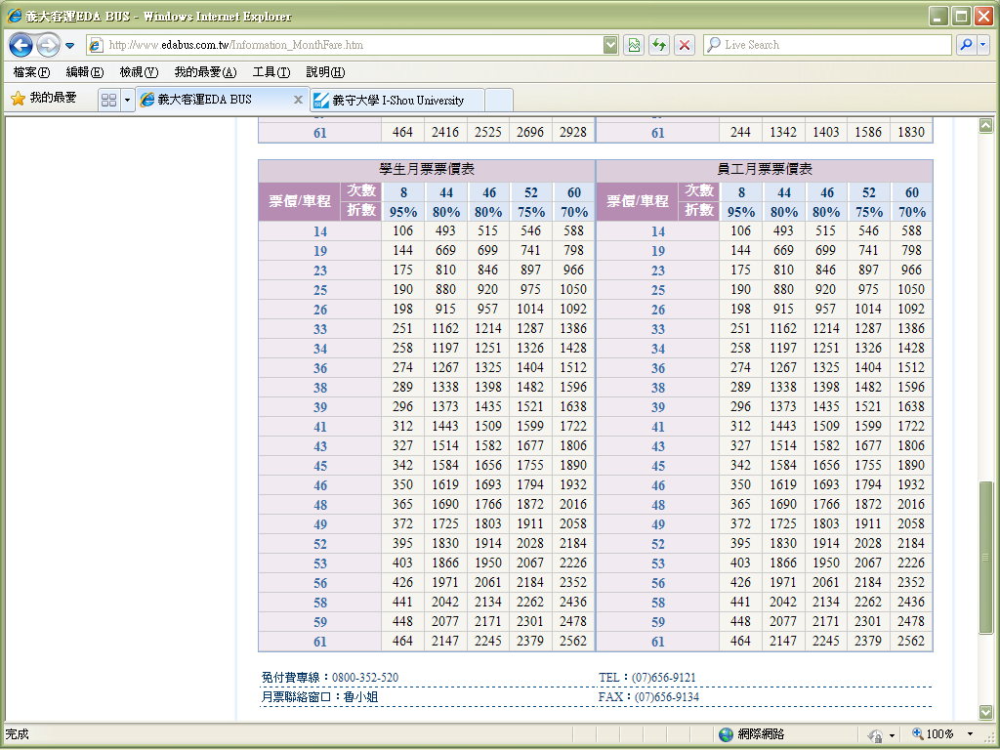 義大客運EDA BUS - Windows Internet Explorer
http://www.edabus.com.tw/Information_MonthFare.htm
Live Search
檔案(F) 編輯(E) 檢視(V) 我的最愛(A) 工具(T) 說明(H)
我的最愛 義大客運EDA BUS 義守大學 I-Shou University
61 464 2416 2525 2696 2928 61 244 1342 1403 1586 1830
學生月票票價表 員工月票票價表
票價/單程 次數 8 44 46 52 60 票價/單程 次數 8 44 46 52 60
折數 95% 80% 80% 75% 70% 折數 95% 80% 80% 75% 70%
14 106 493 515 546 588 14 106 493 515 546 588
19 144 669 699 741 798 19 144 669 699 741 798
23 175 810 846 897 966 23 175 810 846 897 966
25 190 880 920 975 1050 25 190 880 920 975 1050
26 198 915 957 1014 1092 26 198 915 957 1014 1092
33 251 1162 1214 1287 1386 33 251 1162 1214 1287 1386
34 258 1197 1251 1326 1428 34 258 1197 1251 1326 1428
36 274 1267 1325 1404 1512 36 274 1267 1325 1404 1512
38 289 1338 1398 1482 1596 38 289 1338 1398 1482 1596
39 296 1373 1435 1521 1638 39 296 1373 1435 1521 1638
41 312 1443 1509 1599 1722 41 312 1443 1509 1599 1722
43 327 1514 1582 1677 1806 43 327 1514 1582 1677 1806
45 342 1584 1656 1755 1890 45 342 1584 1656 1755 1890
46 350 1619 1693 1794 1932 46 350 1619 1693 1794 1932
48 365 1690 1766 1872 2016 48 365 1690 1766 1872 2016
49 372 1725 1803 1911 2058 49 372 1725 1803 1911 2058
52 395 1830 1914 2028 2184 52 395 1830 1914 2028 2184
53 403 1866 1950 2067 2226 53 403 1866 1950 2067 2226
56 426 1971 2061 2184 2352 56 426 1971 2061 2184 2352
58 441 2042 2134 2262 2436 58 441 2042 2134 2262 2436
59 448 2077 2171 2301 2478 59 448 2077 2171 2301 2478
61 464 2147 2245 2379 2562 61 464 2147 2245 2379 2562
免付費專線：0800-352-520 TEL：(07)656-9121
月票聯絡窗口：魯小姐 FAX：(07)656-9134
完成 網際網路 100%